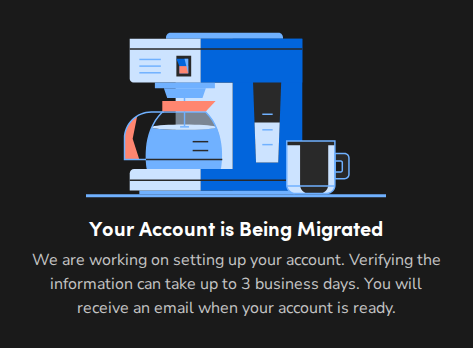 Your Account is Being Migrated
We are working on setting up your account. Verifying the
information can take up to 3 business days. You will
receive an email when your account is ready.